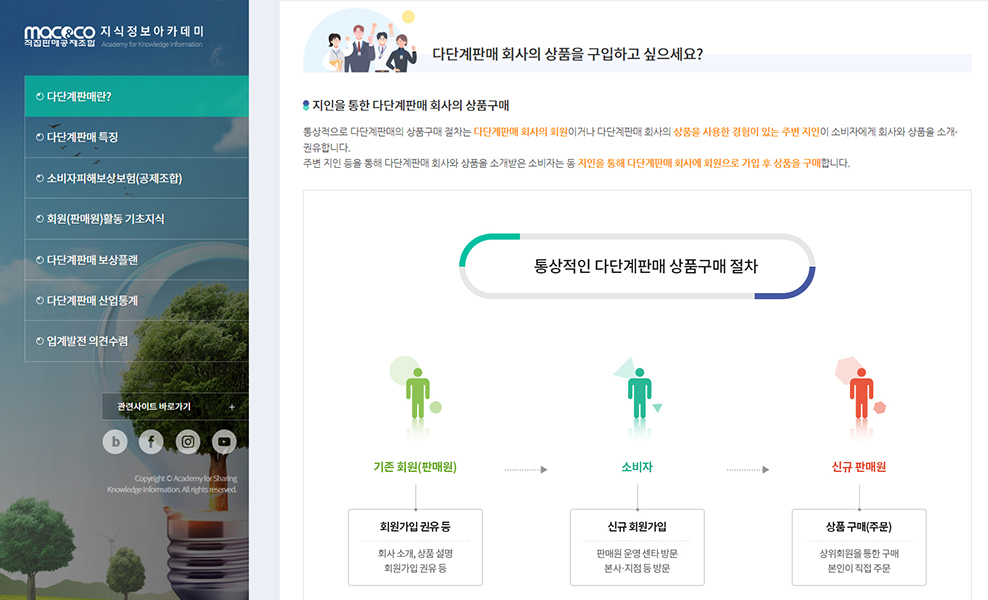 macco 지식정보아카데미
직접판매공제조합 Academy for Knowledge Information
다단계판매란?
다단계판매 특징
소비자피해보상보험(공제조합)
회원(판매원)활동 기초지식
다단계판매 보상플랜
다단계판매 산업통계
업계발전 의견수렴
관련사이트 바로가기 +
b f
Copyright © Academy for Sharing
Knowledge Information. All rights reserved.
다단계판매 회사의 상품을 구입하고 싶으세요?
지인을 통한 다단계판매 회사의 상품구매
통상적으로 다단계판매의 상품구매 절차는 다단계판매 회사의 회원이거나 다단계판매 회사의 상품을 사용한 경험이 있는 주변 지인이 소비자에게 회사와 상품을 소개·
권유합니다.
주변 지인 등을 통해 다단계판매 회사와 상품을 소개받은 소비자는 동 지인을 통해 다단계판매 회사에 회원으로 가입 후 상품을 구매합니다.
통상적인 다단계판매 상품구매 절차
기존 회원(판매원) 소비자 신규 판매원
회원가입 권유 등
회사 소개, 상품 설명
회원가입 권유 등
신규 회원가입
판매원 운영 센타 방문
본사·지점 등 방문
상품 구매(주문)
상위회원을 통한 구매
본인이 직접 주문